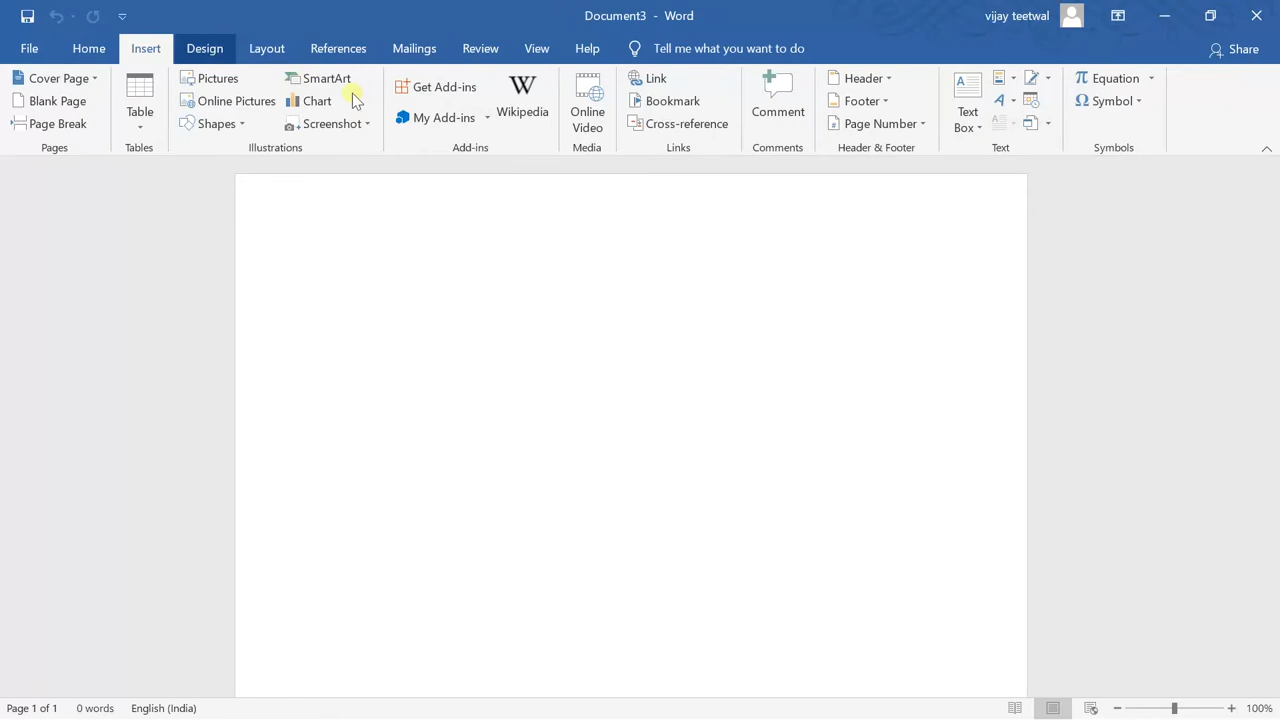 Document3 - Word
vijay teetwal
File Home Insert Design Layout References Mailings Review View Help Tell me what you want to do Share
Cover Page
Blank Page
Page Break
Pages
Table
Tables
Pictures
Online Pictures
Shapes
SmartArt
Chart
Screenshot
Illustrations
Get Add-ins
My Add-ins
W
Wikipedia
Add-ins
Online
Video
Media
Link
Bookmark
Cross-reference
Links
Comment
Comments
Header
Footer
Page Number
Header & Footer
Text
Box
Text
Equation
Symbol
Symbols
Page 1 of 1 0 words English (India) 100%